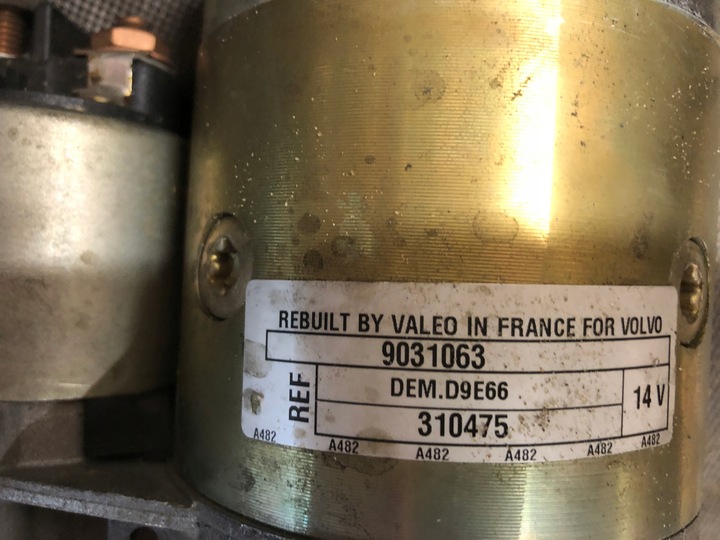 REBUILT BY VALEO IN FRANCE FOR VOLVO
9031063
REF
DEM.D9E66
14 V
310475
A482 A482 A482 A482 A482 A482